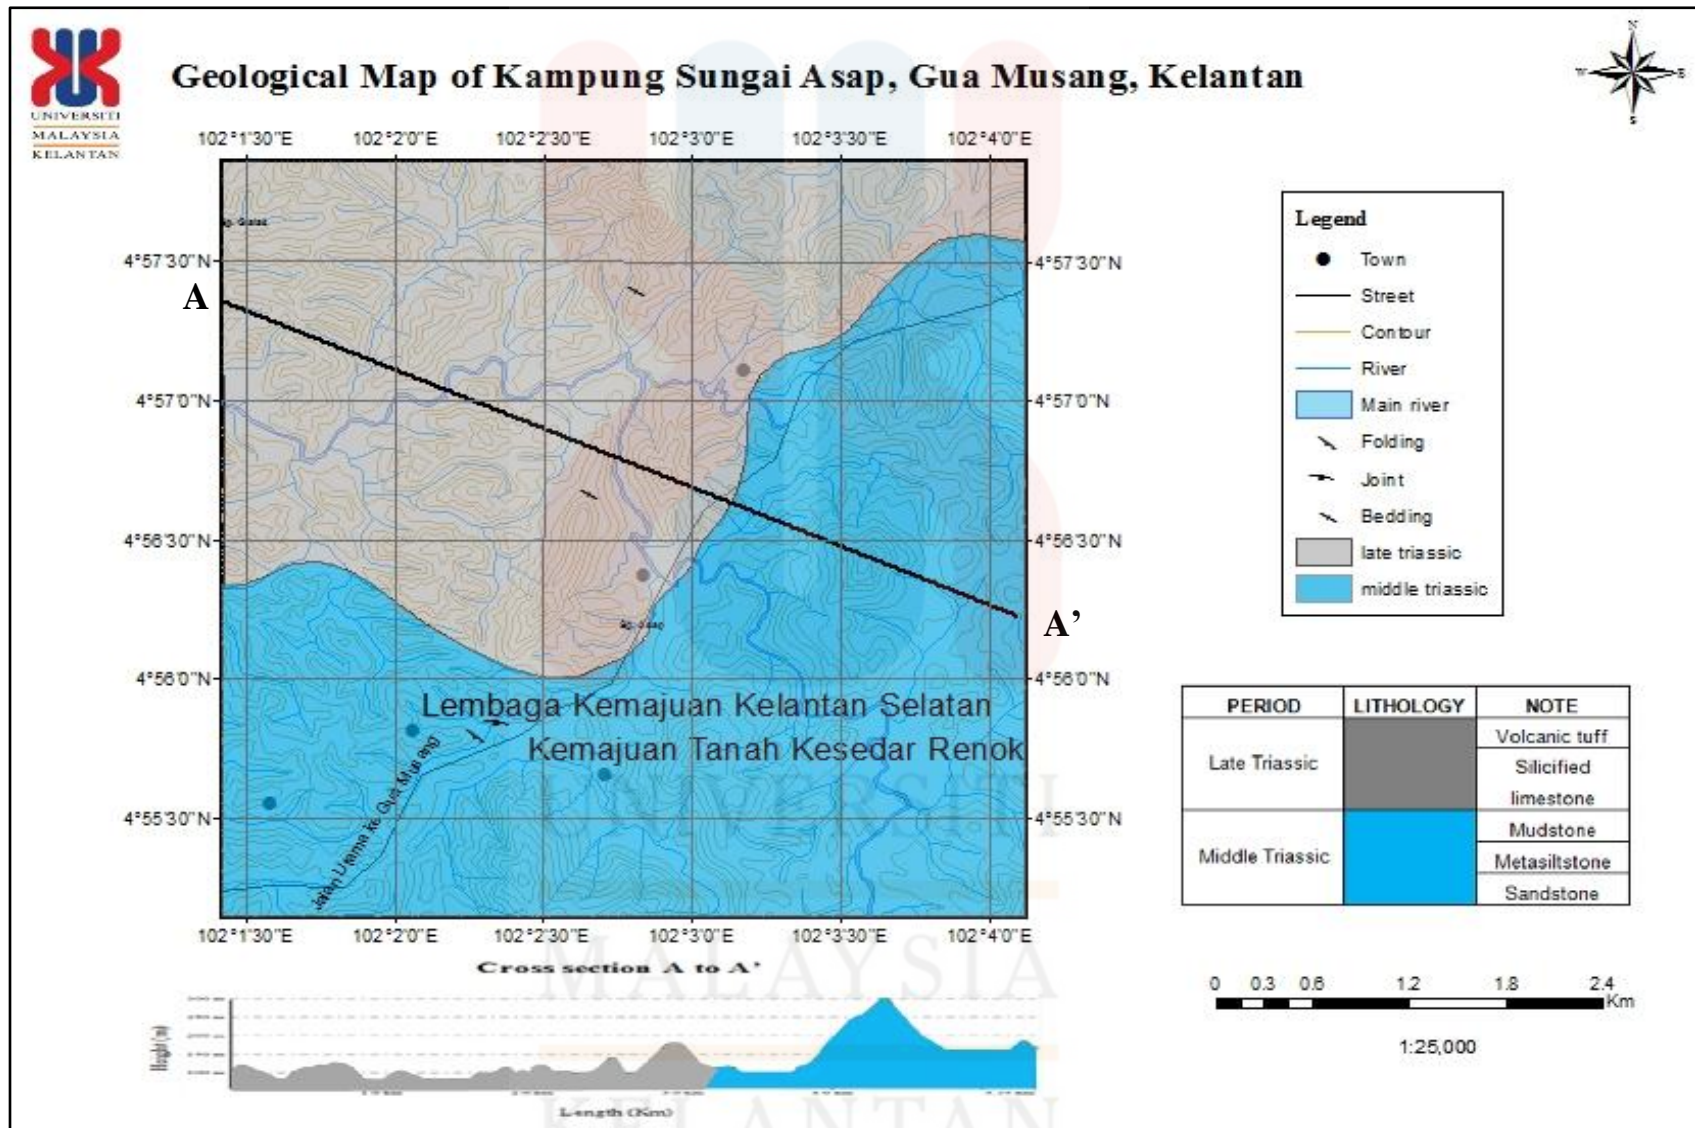 UNIVERSITI
MALAYSIA
KELANTAN
Geological Map of Kampung Sungai Asap, Gua Musang, Kelantan
N
W
E
S
102°1'30"E 102°2'0"E 102°2'30"E 102°3'0"E 102°3'30"E 102°4'0"E
4°57'30"N 4°57'30"N
A
4°57'0"N 4°57'0"N
4°56'30"N 4°56'30"N
A’
4°56'0"N 4°56'0"N
Lembaga Kemajuan Kelantan Selatan
Kemajuan Tanah Kesedar Renok
Jalan Utama ke Gua Musang
4°55'30"N 4°55'30"N
102°1'30"E 102°2'0"E 102°2'30"E 102°3'0"E 102°3'30"E 102°4'0"E
Legend
Town
Street
Contour
River
Main river
Folding
Joint
Bedding
late triassic
middle triassic
PERIOD LITHOLOGY NOTE
Late Triassic Volcanic tuff
Silicified
limestone
Middle Triassic Mudstone
Metasiltstone
Sandstone
0 0.3 0.6 1.2 1.8 2.4
Km
1:25,000
Cross section A to A’
Height (m)
Length (Km)
UNIVERSITI
MALAYSIA
KELANTAN